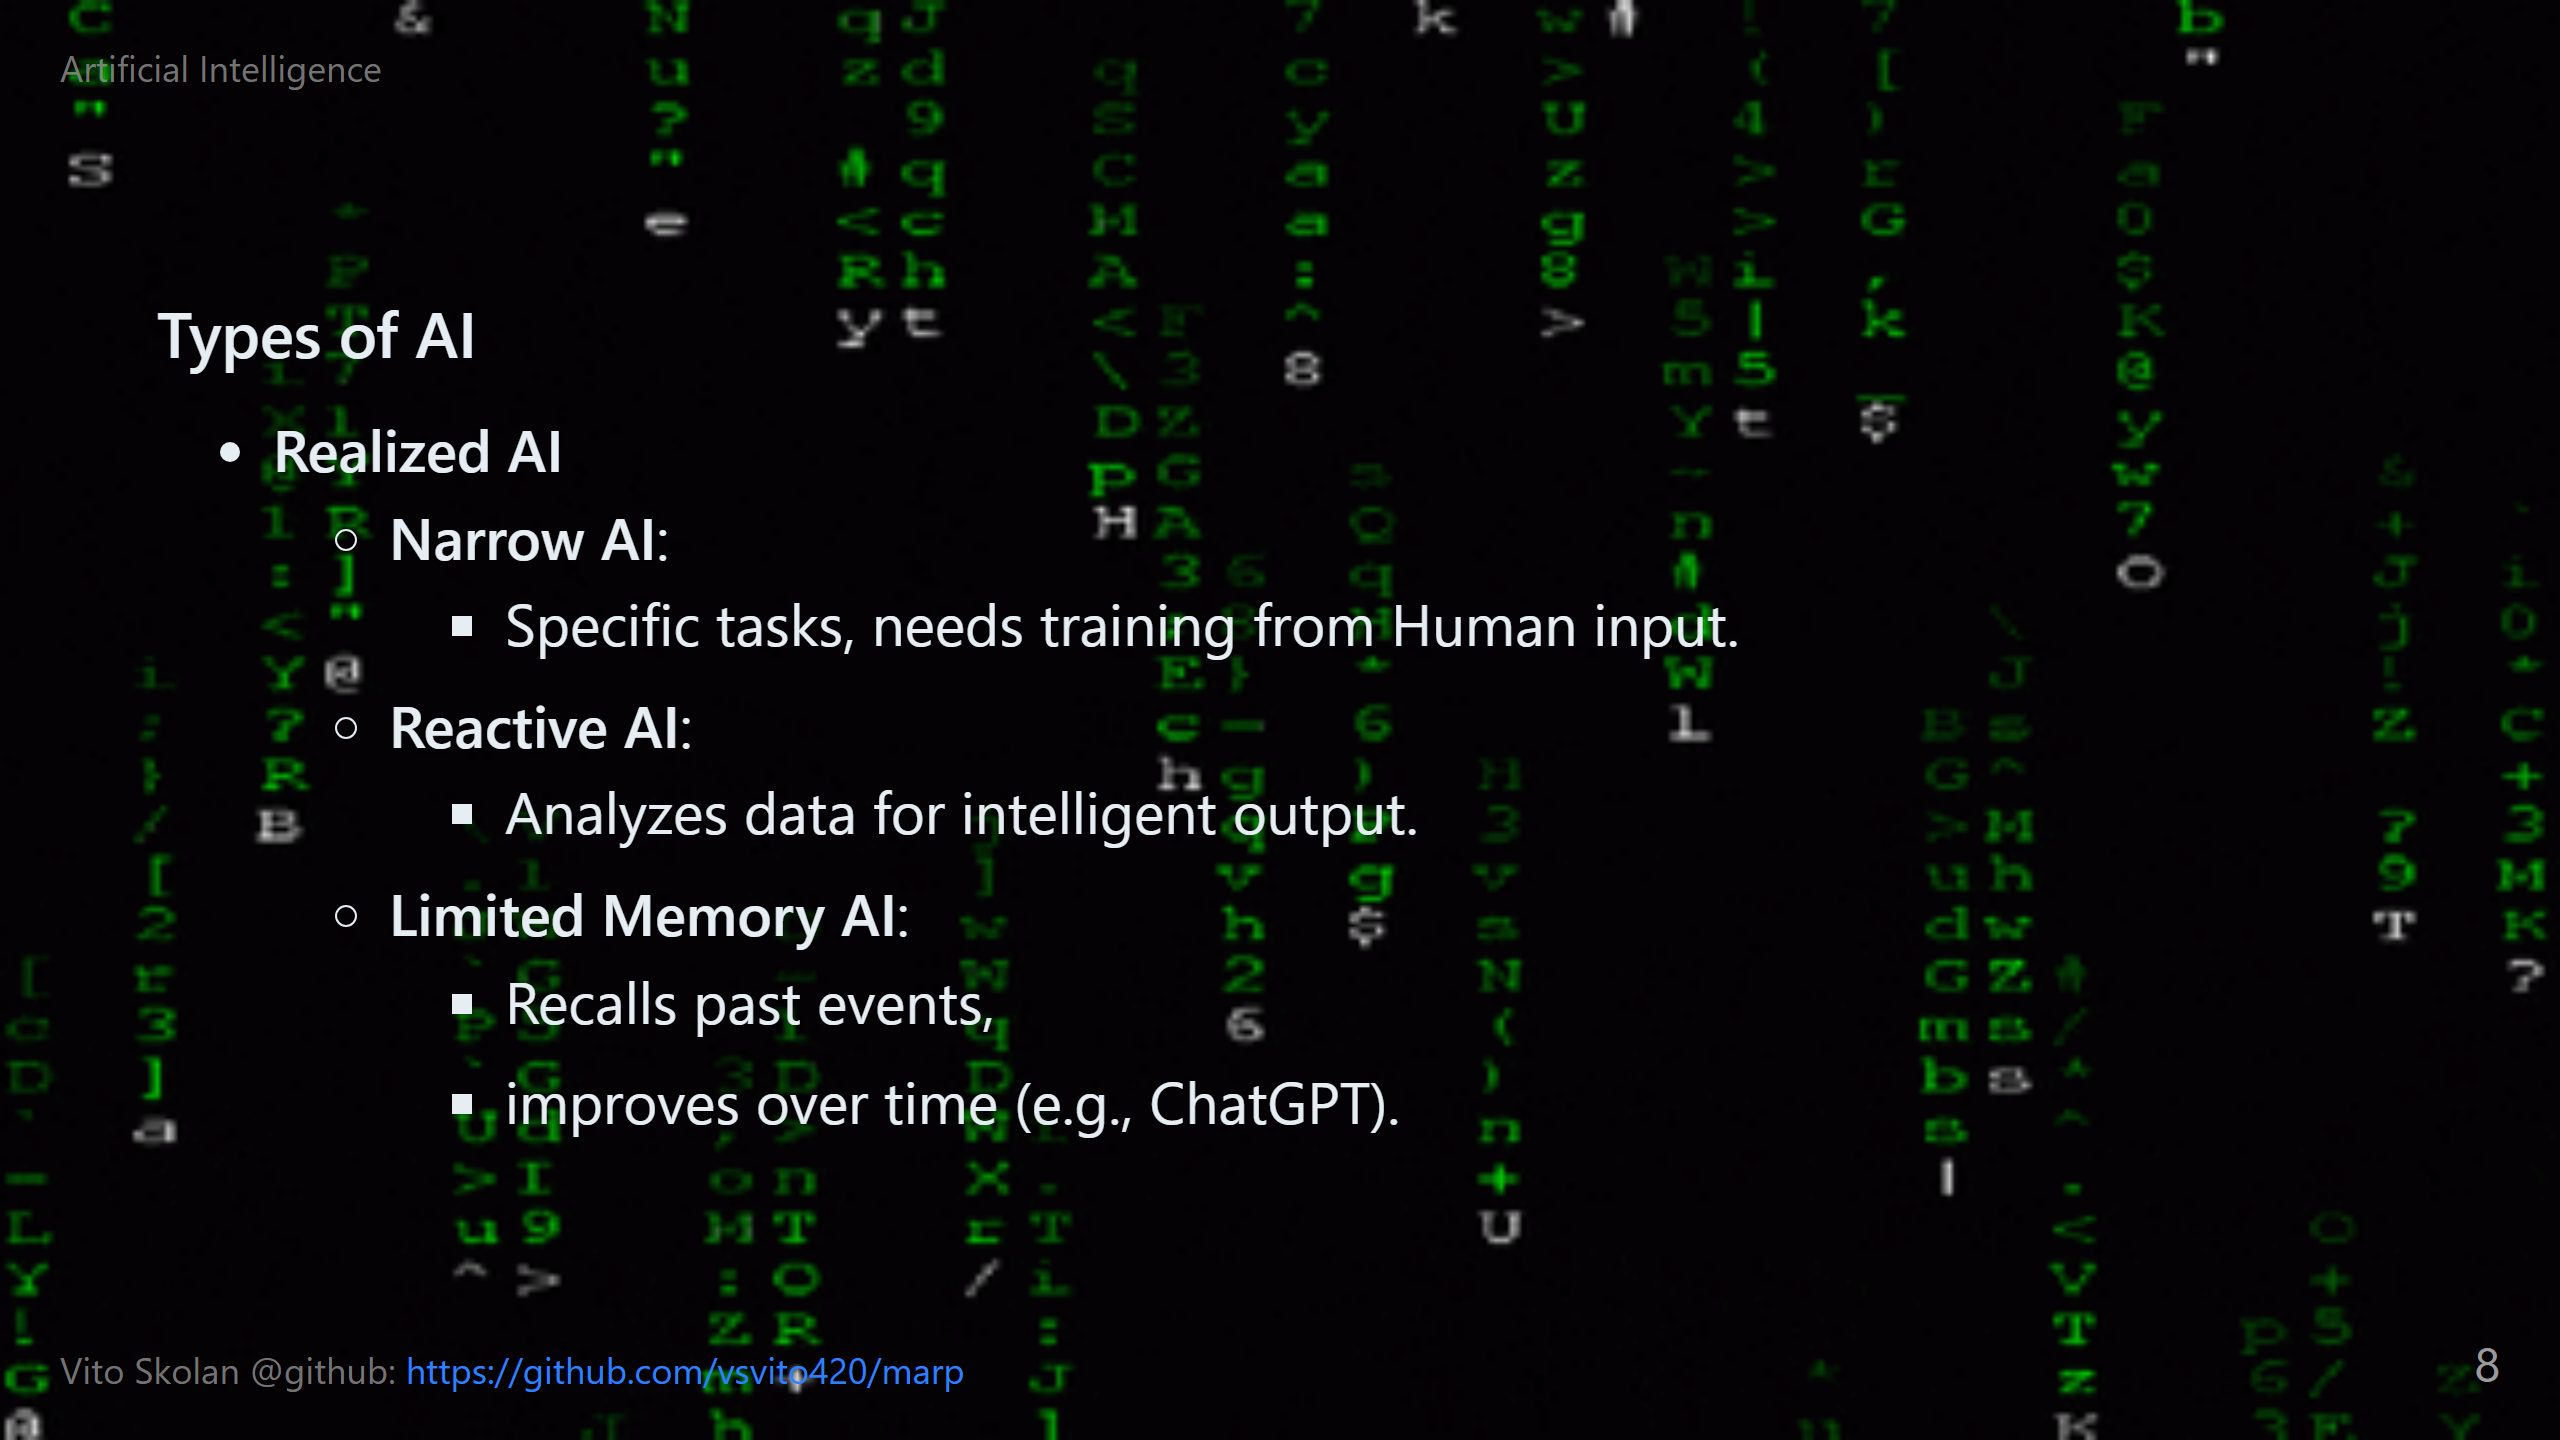 Artificial Intelligence
Types of AI
Realized AI
Narrow AI:
Specific tasks, needs training from Human input.
Reactive AI:
Analyzes data for intelligent output.
Limited Memory AI:
Recalls past events,
improves over time (e.g., ChatGPT).
Vito Skolan @github: https://github.com/vsvito420/marp
8